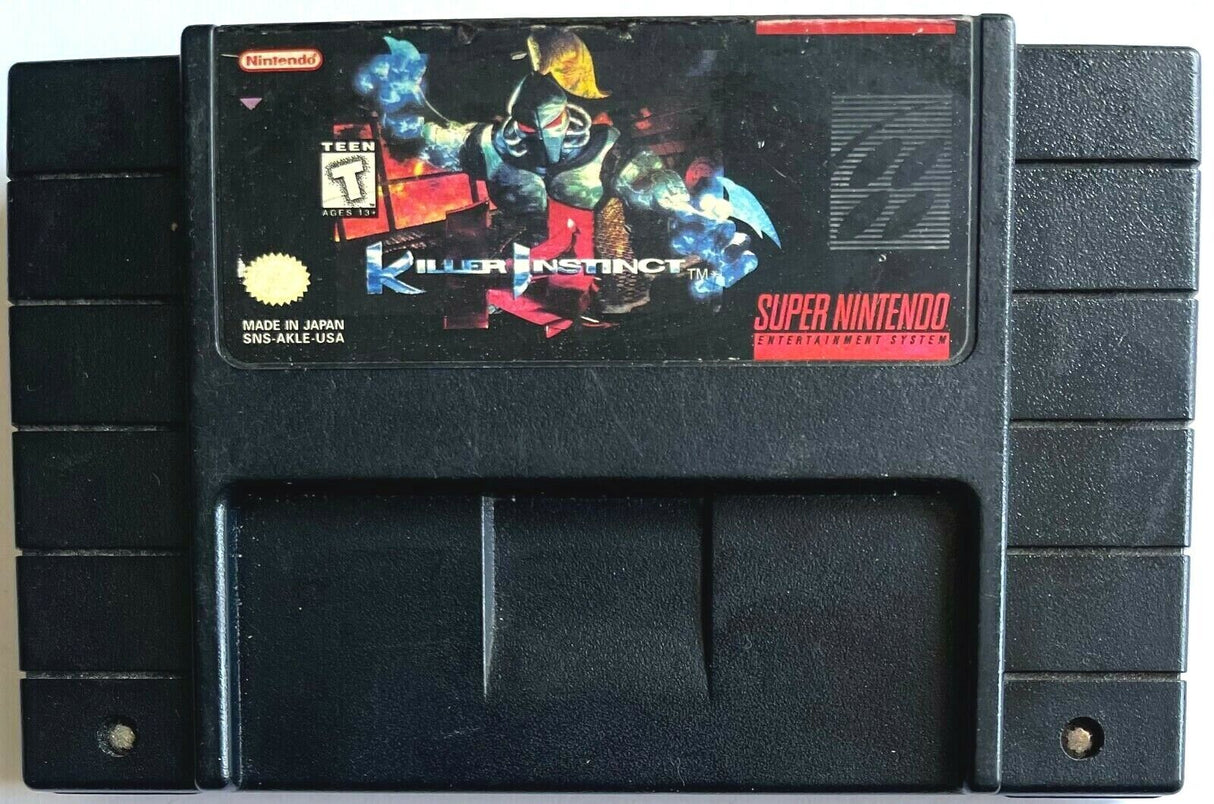 Nintendo
TEEN
T
AGES 13+
KILLER INSTINCT TM
MADE IN JAPAN
SNS-AKLE-USA
SUPER NINTENDO
ENTERTAINMENT SYSTEM